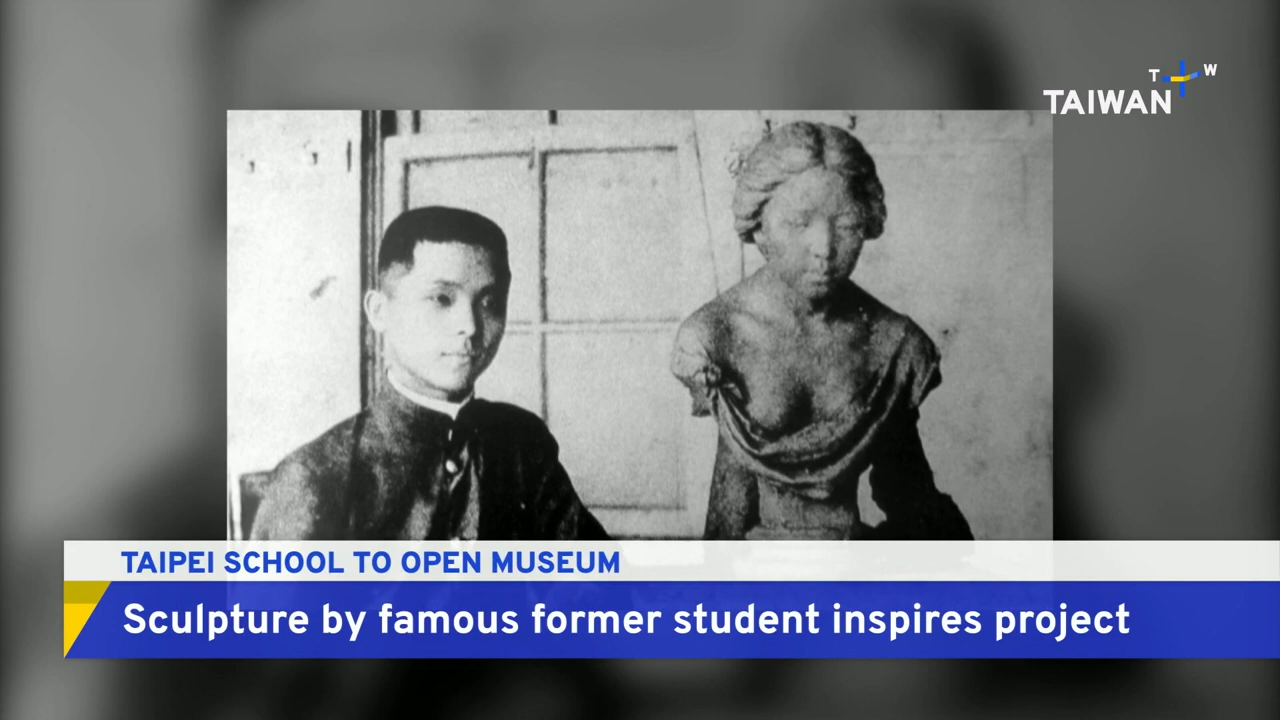 T W
TAIWAN
TAIPEI SCHOOL TO OPEN MUSEUM
Sculpture by famous former student inspires project